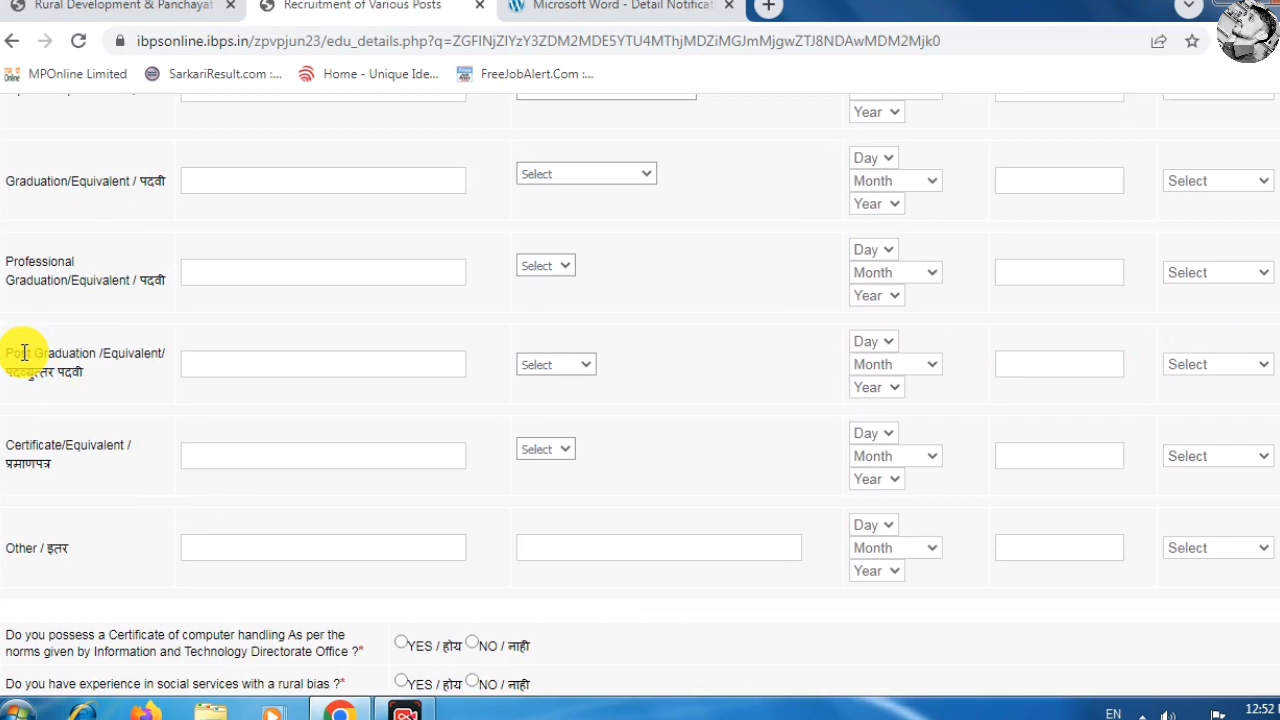 Rural Development & Panchayat
Recruitment of Various Posts
Microsoft Word - Detail Notificat
ibpsonline.ibps.in/zpvpjun23/edu_details.php?q=ZGFlNjZlYzY3ZDM2MDE5YTU4MThjMDZiMGJmMjgwZTJ8NDAwMDM2Mjk0
MPOnline Limited
SarkariResult.com :...
Home - Unique Ide...
FreeJobAlert.Com :...
Year
Graduation/Equivalent / पदवी
Select
Day
Month
Year
Select
Professional
Graduation/Equivalent / पदवी
Select
Day
Month
Year
Select
Post Graduation /Equivalent/
पदव्युत्तर पदवी
Select
Day
Month
Year
Select
Certificate/Equivalent /
प्रमाणपत्र
Select
Day
Month
Year
Select
Other / इतर
Day
Month
Year
Select
Do you possess a Certificate of computer handling As per the
norms given by Information and Technology Directorate Office ?*
YES / होय NO / नाही
Do you have experience in social services with a rural bias ?*
YES / होय NO / नाही
EN
12:52